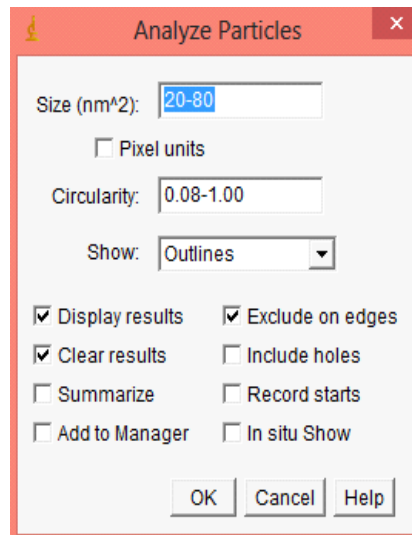 Analyze Particles
x
Size (nm^2): 20-80
Pixel units
Circularity: 0.08-1.00
Show: Outlines
Display results Exclude on edges
Clear results Include holes
Summarize Record starts
Add to Manager In situ Show
OK Cancel Help